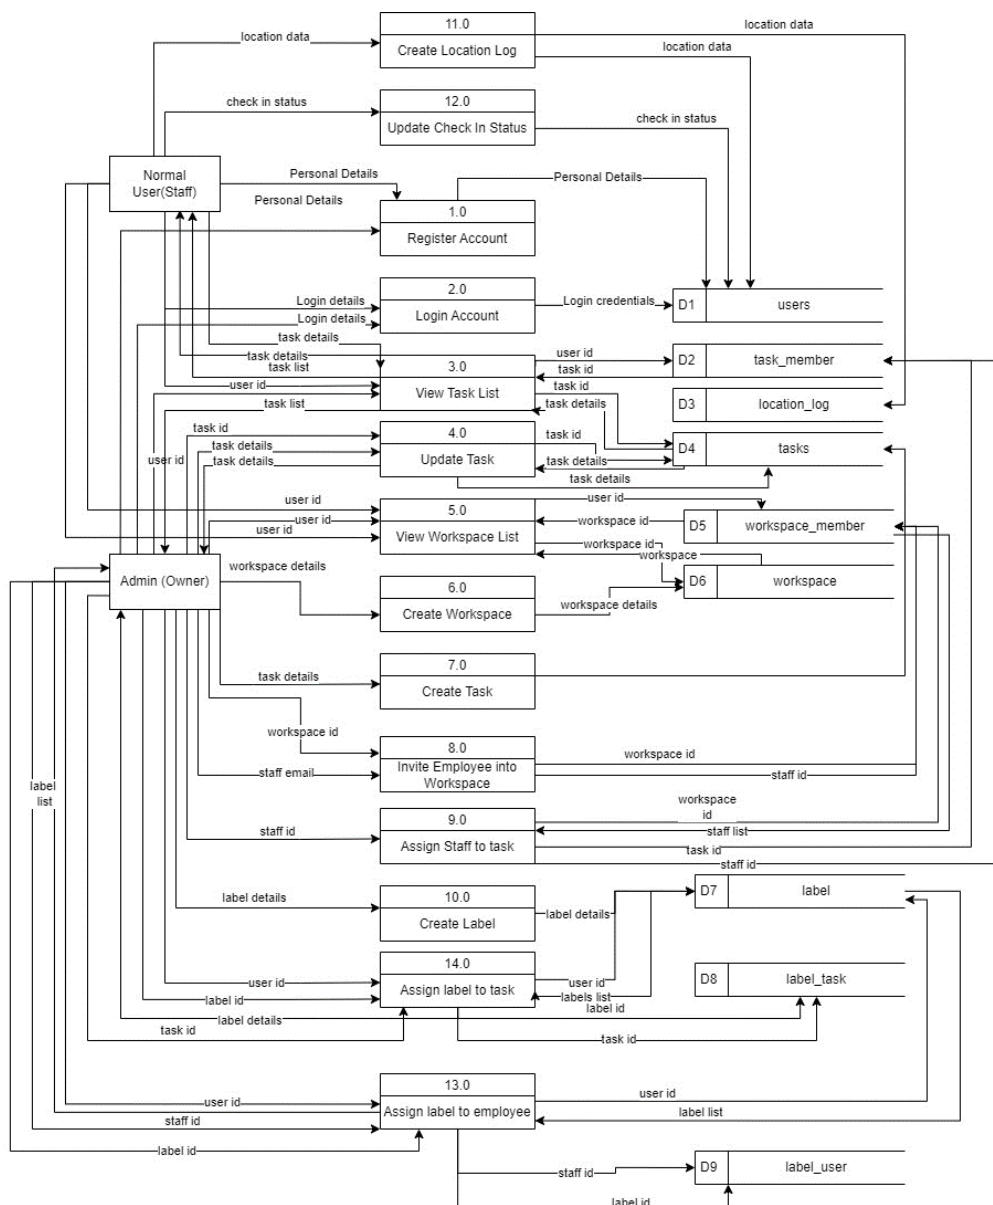 11.0
location data
location data
Create Location Log
location data
12.0
check in status
Update Check In Status
check in status
Normal
User(Staff)
Personal Details
Personal Details
Personal Details
1.0
Register Account
2.0
Login details
Login credentials
D1
users
Login Account
Login details
task details
task details
task list
3.0
user id
task id
D2
task_member
user id
View Task List
task id
task details
D3
location_log
task list
task id
4.0
task id
D4
tasks
user id
task details
Update Task
task details
task details
task details
user id
5.0
user id
user id
workspace id
D5
workspace_member
user id
View Workspace List
workspace id
workspace
Admin (Owner)
workspace details
6.0
D6
workspace
Create Workspace
workspace details
7.0
task details
Create Task
workspace id
8.0
workspace id
staff email
Invite Employee into
Workspace
staff id
label
list
9.0
workspace
id
staff id
staff list
Assign Staff to task
task id
staff id
10.0
label details
D7
label
label details
Create Label
14.0
user id
user id
D8
label_task
Assign label to task
label id
labels list
label id
label details
task id
task id
13.0
user id
user id
Assign label to employee
label list
staff id
label id
staff id
D9
label_user
label id